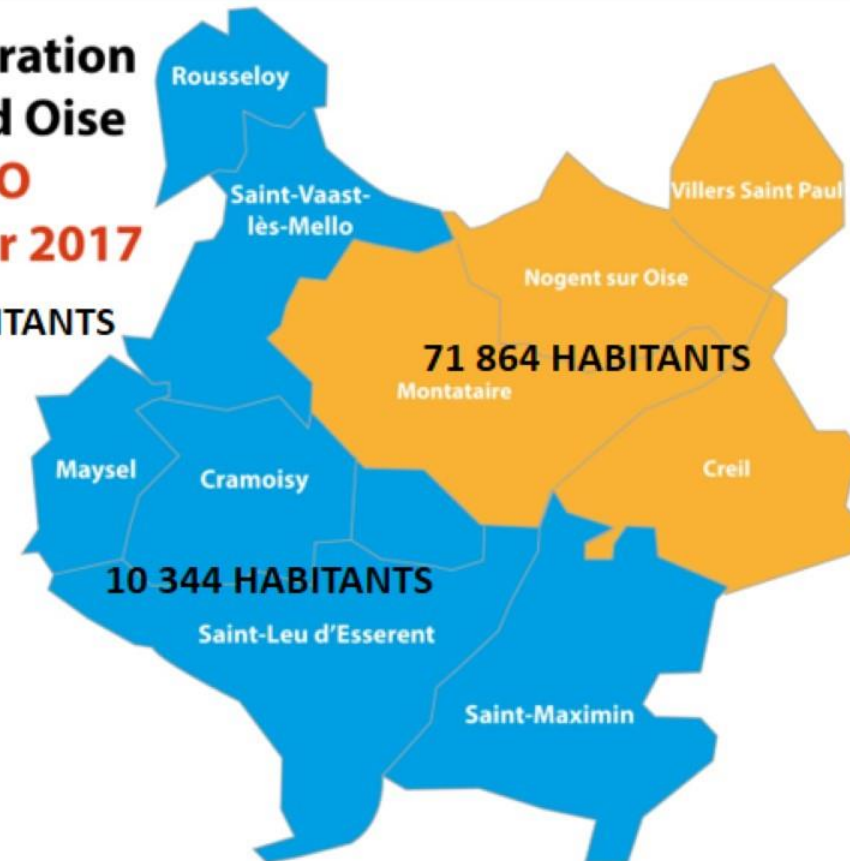 ration
d Oise
O
r 2017
ITANTS
Rousseloy
Villers Saint Paul
Saint-Vaast-
lès-Mello
Nogent sur Oise
71 864 HABITANTS
Montataire
Maysel
Cramoisy
Creil
10 344 HABITANTS
Saint-Leu d'Esserent
Saint-Maximin